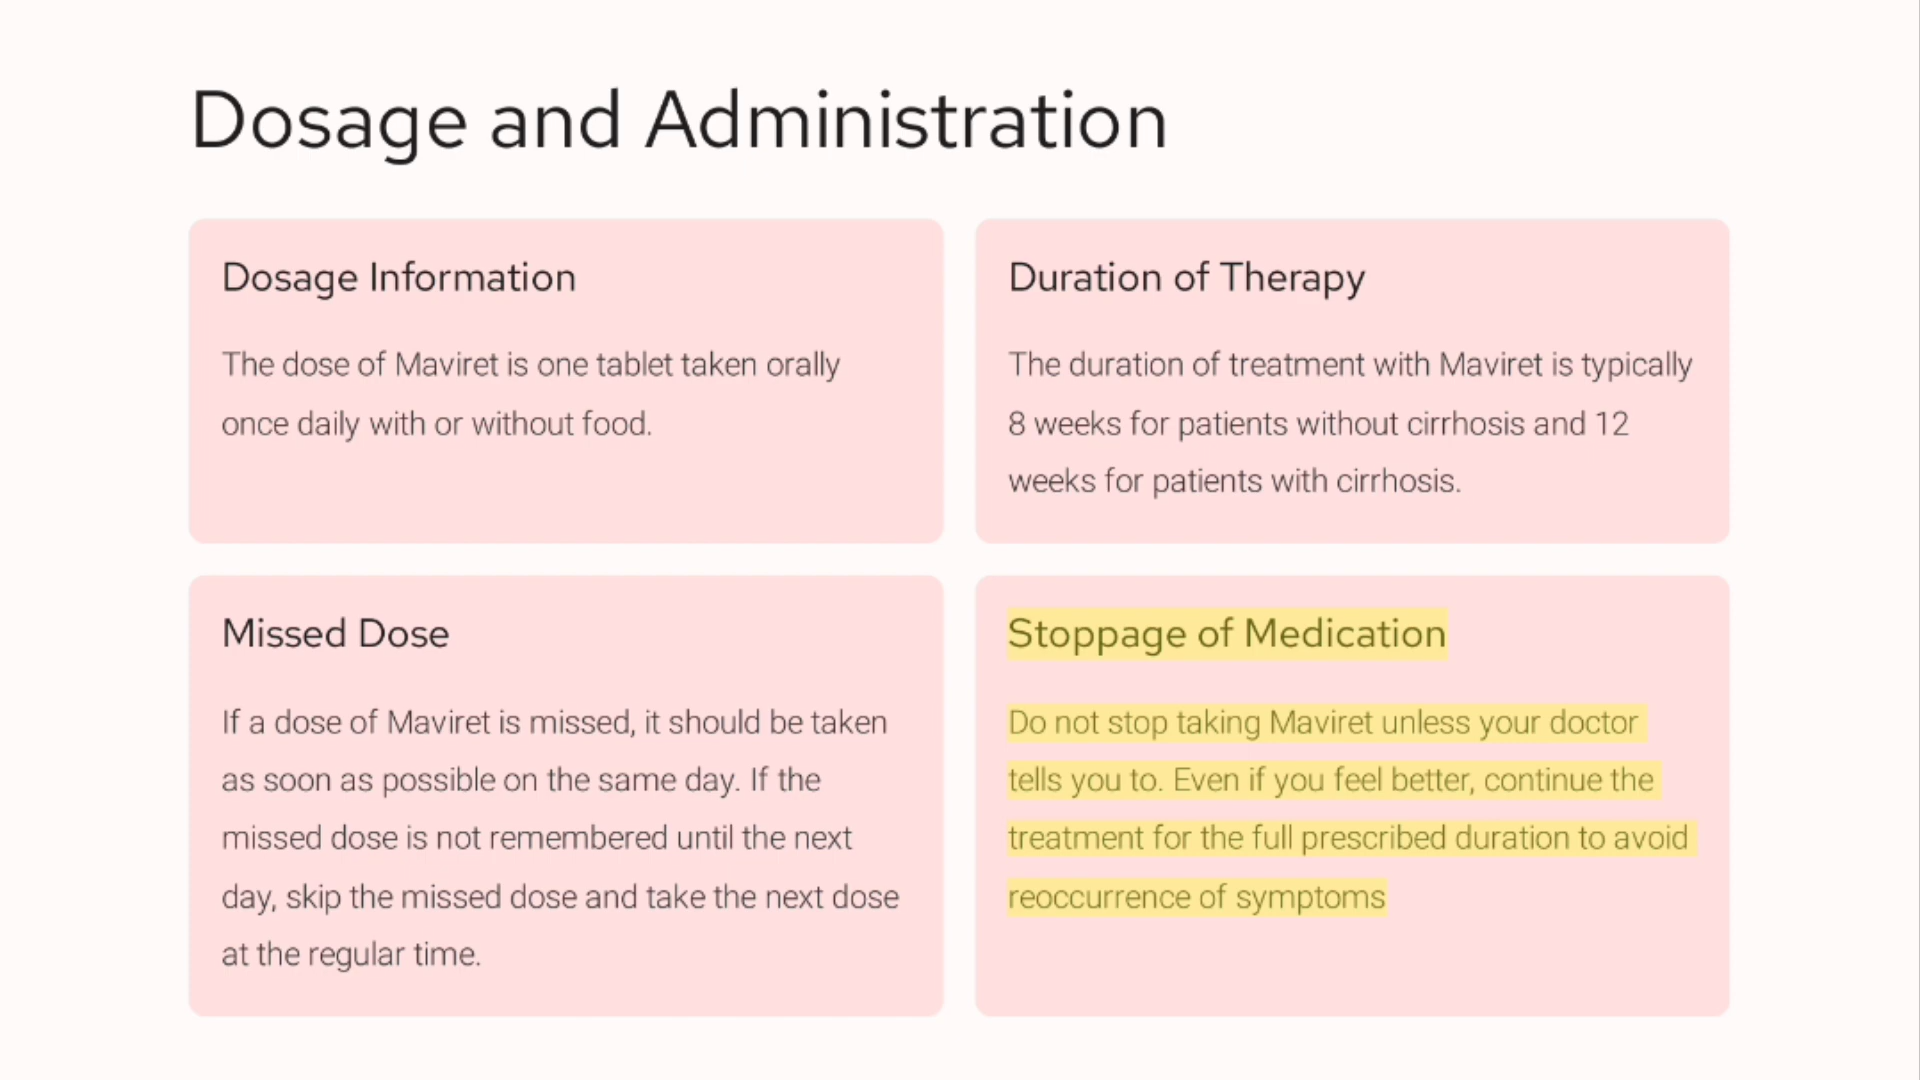 Dosage and Administration
Dosage Information
The dose of Maviret is one tablet taken orally
once daily with or without food.
Duration of Therapy
The duration of treatment with Maviret is typically
8 weeks for patients without cirrhosis and 12
weeks for patients with cirrhosis.
Missed Dose
If a dose of Maviret is missed, it should be taken
as soon as possible on the same day. If the
missed dose is not remembered until the next
day, skip the missed dose and take the next dose
at the regular time.
Stoppage of Medication
Do not stop taking Maviret unless your doctor
tells you to. Even if you feel better, continue the
treatment for the full prescribed duration to avoid
reoccurrence of symptoms